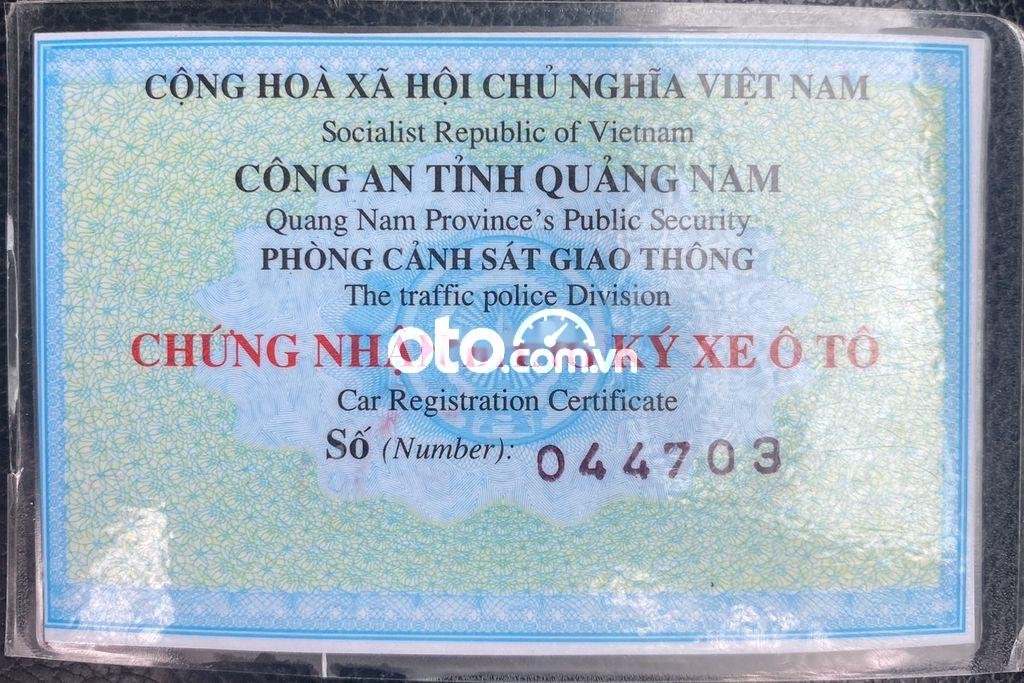 CỘNG HOÀ XÃ HỘI CHỦ NGHĨA VIỆT NAM
Socialist Republic of Vietnam
CÔNG AN TỈNH QUẢNG NAM
Quang Nam Province's Public Security
PHÒNG CẢNH SÁT GIAO THÔNG
The traffic police Division
CHỨNG KÝ XE Ô TÔ
oto.com.vn
Car Registration Certificate
Số (Number): 044703